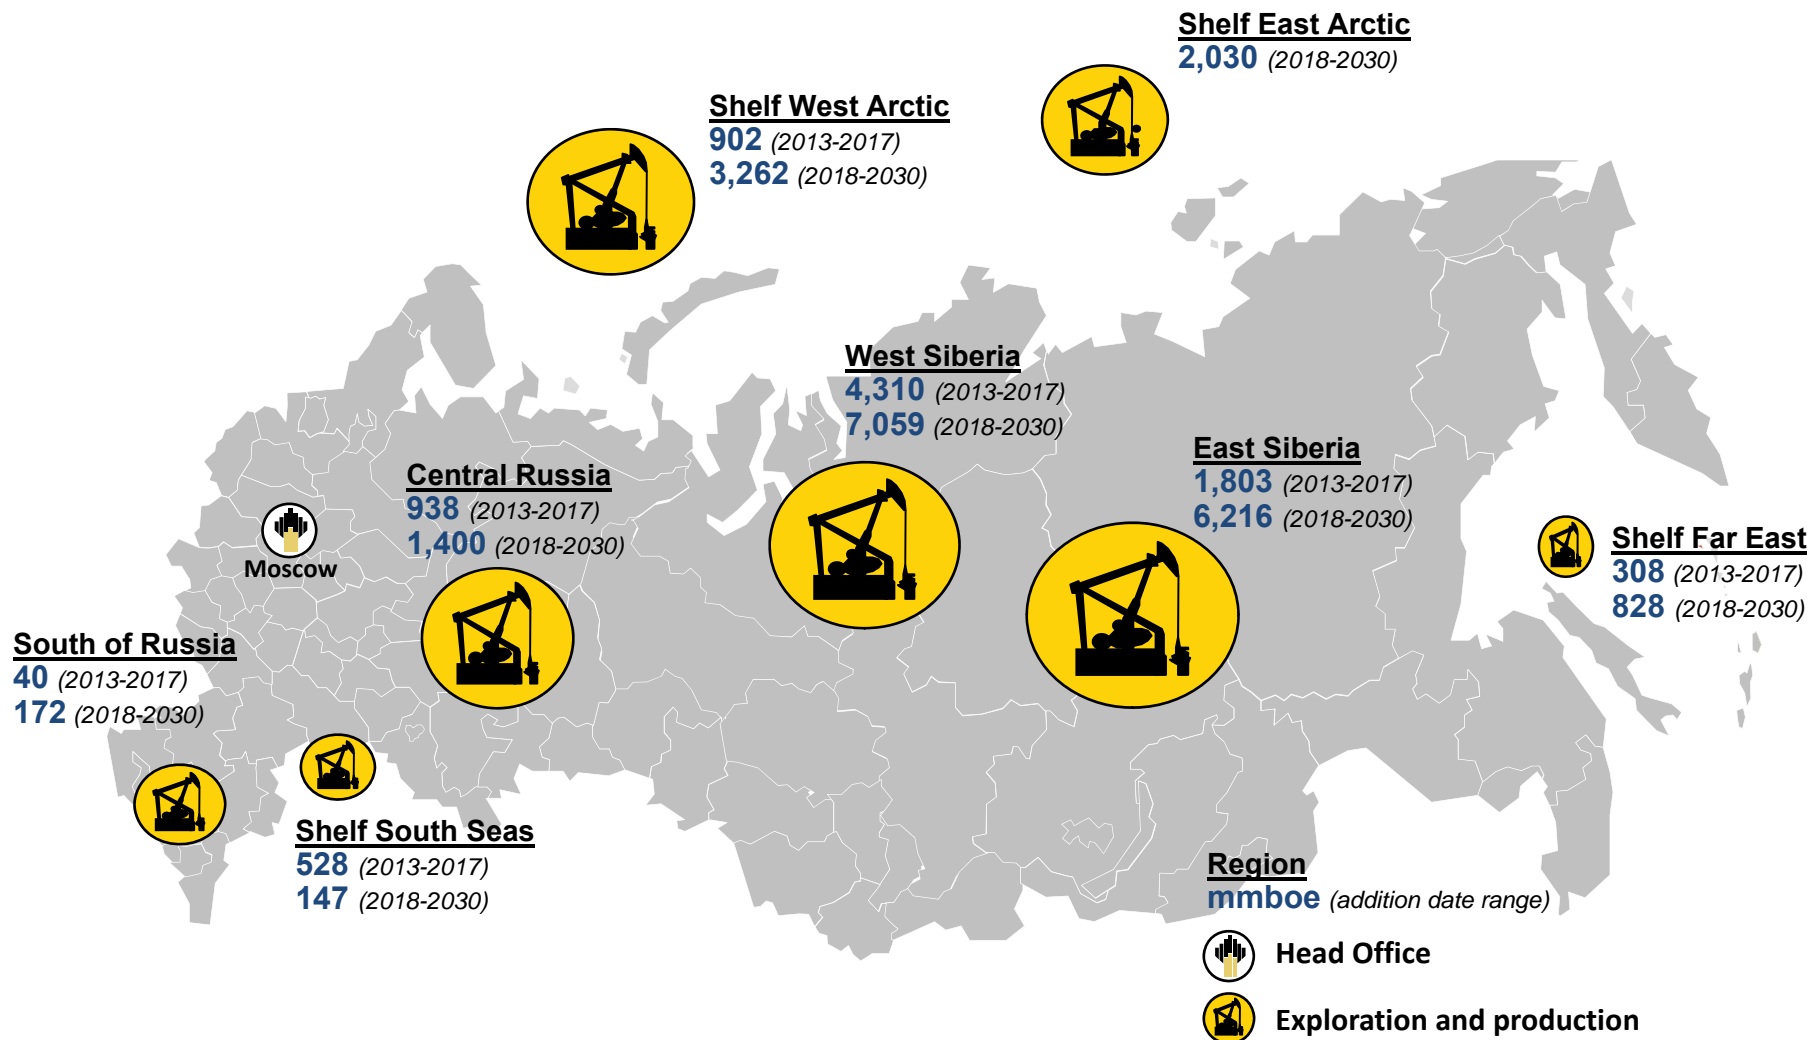 Shelf East Arctic
2,030 (2018-2030)
Shelf West Arctic
902 (2013-2017)
3,262 (2018-2030)
West Siberia
4,310 (2013-2017)
7,059 (2018-2030)
East Siberia
1,803 (2013-2017)
6,216 (2018-2030)
Central Russia
938 (2013-2017)
1,400 (2018-2030)
Moscow
Shelf Far East
308 (2013-2017)
828 (2018-2030)
South of Russia
40 (2013-2017)
172 (2018-2030)
Shelf South Seas
528 (2013-2017)
147 (2018-2030)
Region
mmboe (addition date range)
Head Office
Exploration and production